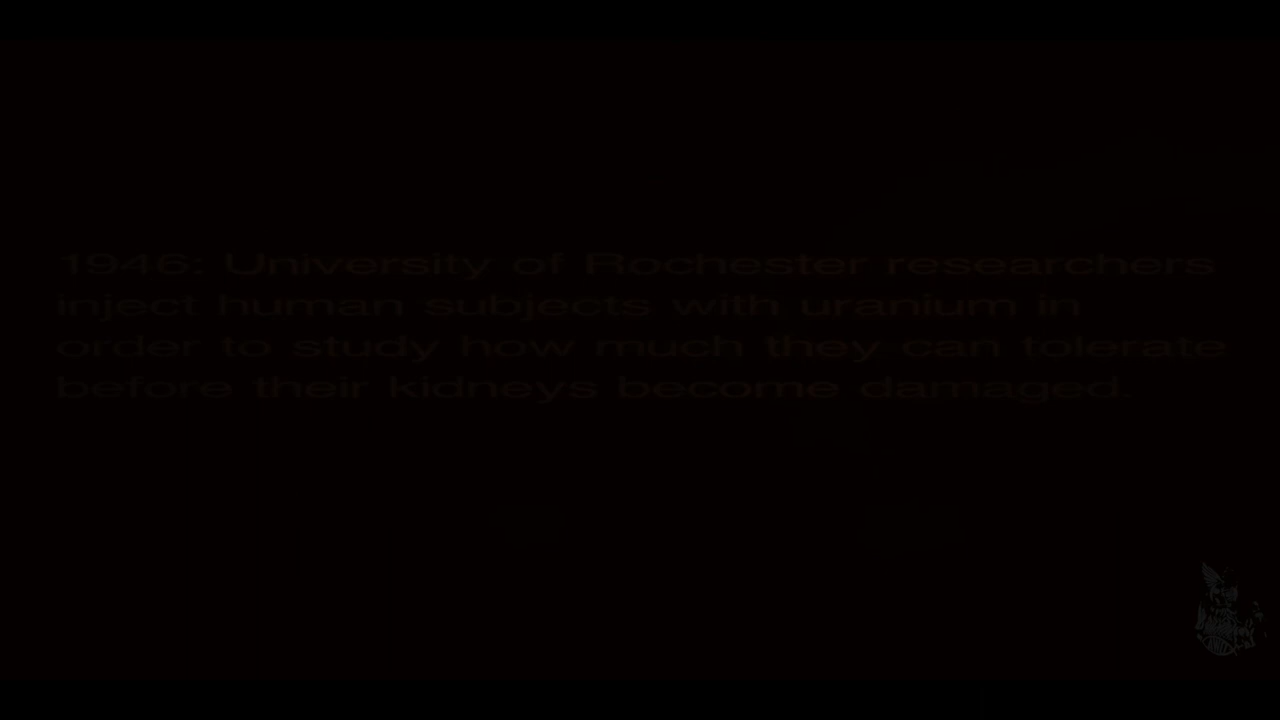 1946: University of Rochester researchers
inject human subjects with uranium in
order to study how much they can tolerate
before their kidneys become damaged.